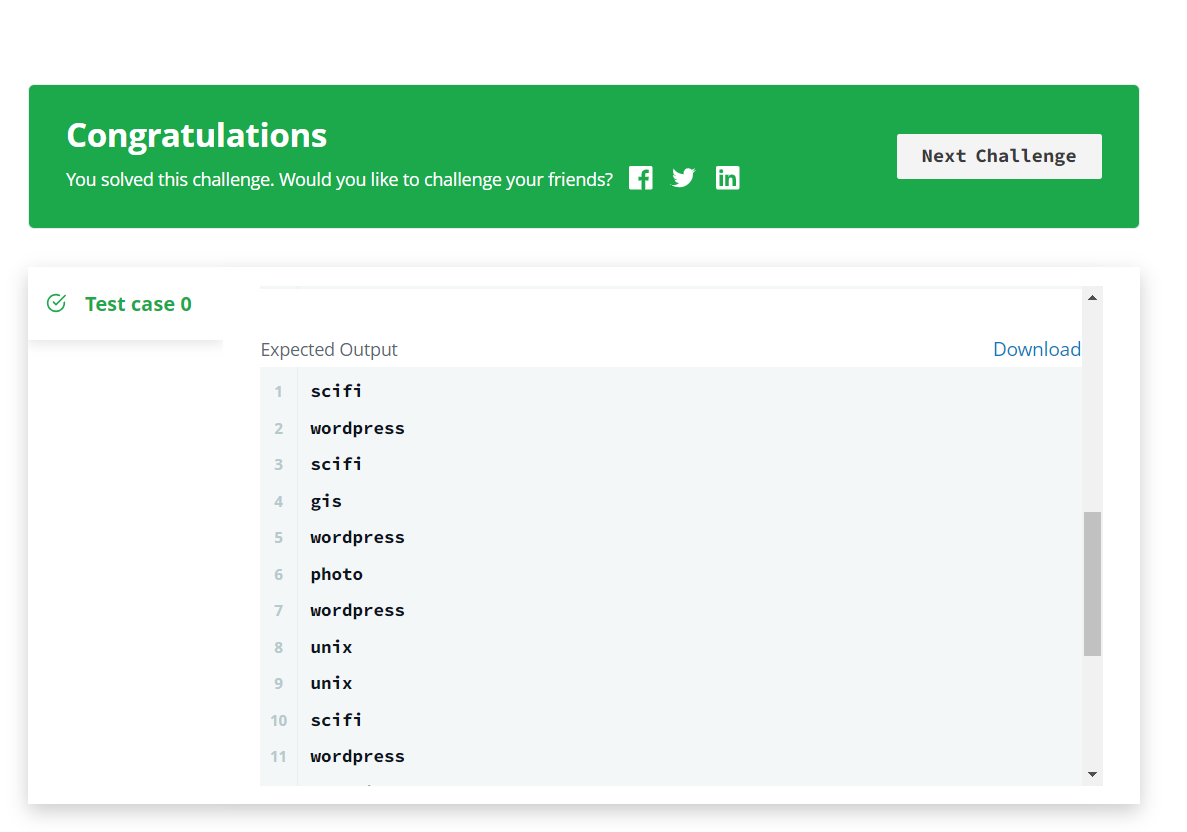 Congratulations
You solved this challenge. Would you like to challenge your friends?
Next Challenge
Test case 0
Expected Output
Download
1 scifi
2 wordpress
3 scifi
4 gis
5 wordpress
6 photo
7 wordpress
8 unix
9 unix
10 scifi
11 wordpress